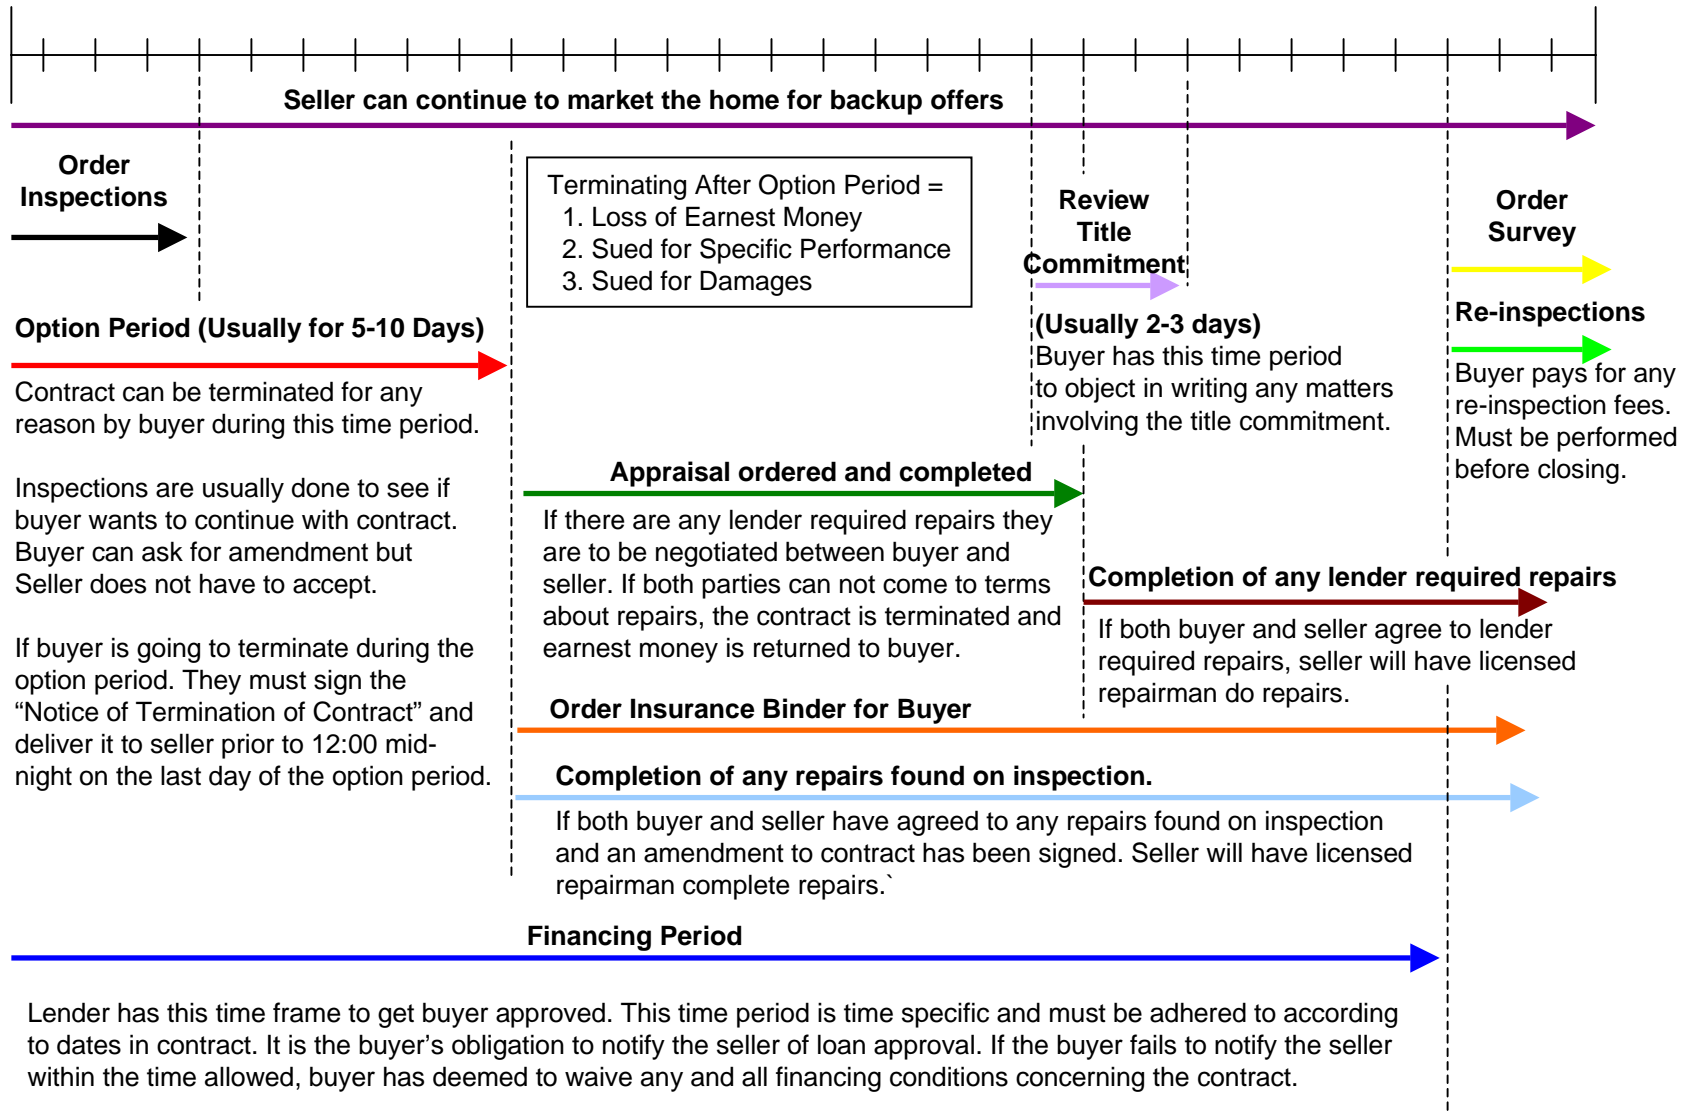 Seller can continue to market the home for backup offers
Order
Inspections
Terminating After Option Period =
1. Loss of Earnest Money
2. Sued for Specific Performance
3. Sued for Damages
Review
Title
Commitment
Order
Survey
Option Period (Usually for 5-10 Days)
Contract can be terminated for any
reason by buyer during this time period.
Inspections are usually done to see if
buyer wants to continue with contract.
Buyer can ask for amendment but
Seller does not have to accept.
If buyer is going to terminate during the
option period. They must sign the
“Notice of Termination of Contract” and
deliver it to seller prior to 12:00 mid-
night on the last day of the option period.
(Usually 2-3 days)
Buyer has this time period
to object in writing any matters
involving the title commitment.
Re-inspections
Buyer pays for any
re-inspection fees.
Must be performed
before closing.
Appraisal ordered and completed
If there are any lender required repairs they
are to be negotiated between buyer and
seller. If both parties can not come to terms
about repairs, the contract is terminated and
earnest money is returned to buyer.
Completion of any lender required repairs
If both buyer and seller agree to lender
required repairs, seller will have licensed
repairman do repairs.
Order Insurance Binder for Buyer
Completion of any repairs found on inspection.
If both buyer and seller have agreed to any repairs found on inspection
and an amendment to contract has been signed. Seller will have licensed
repairman complete repairs.`
Financing Period
Lender has this time frame to get buyer approved. This time period is time specific and must be adhered to according
to dates in contract. It is the buyer’s obligation to notify the seller of loan approval. If the buyer fails to notify the seller
within the time allowed, buyer has deemed to waive any and all financing conditions concerning the contract.